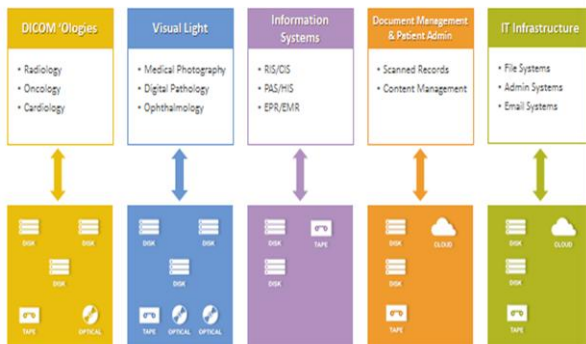 DICOM 'Ologies
• Radiology
• Oncology
• Cardiology
Visual Light
• Medical Photography
• Digital Pathology
• Ophthalmology
Information
Systems
• RIS/CIS
• PAS/HIS
• EPR/EMR
Document Management
& Patient Admin
• Scanned Records
• Content Management
IT Infrastructure
• File Systems
• Admin Systems
• Email Systems
DISK DISK
DISK
TAPE OPTICAL
DISK DISK
DISK
TAPE OPTICAL OPTICAL
DISK TAPE
DISK
DISK CLOUD
DISK
TAPE
DISK CLOUD
DISK
TAPE